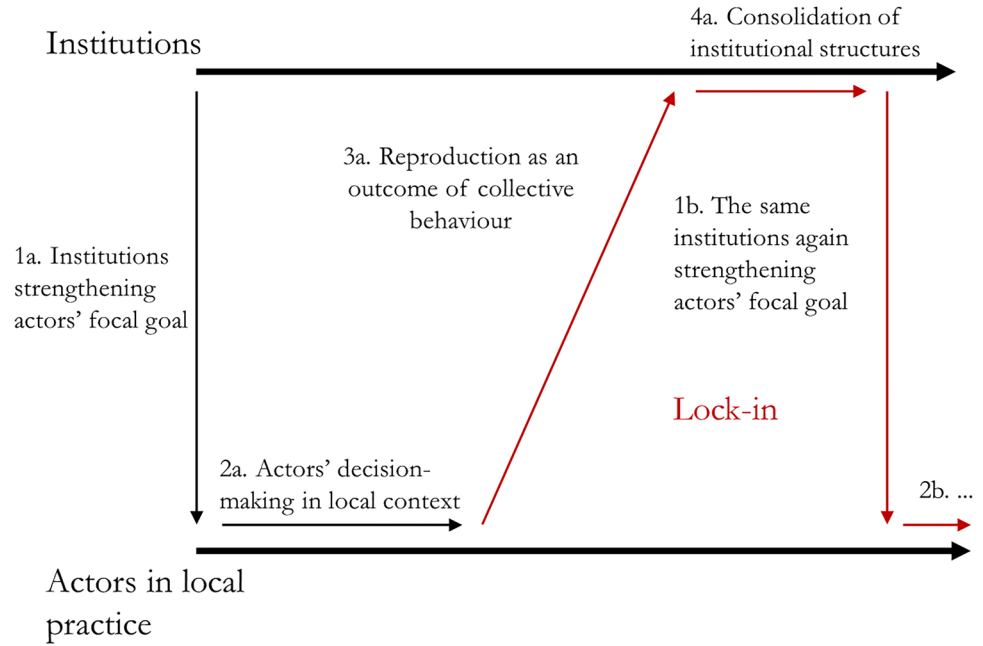 Institutions
4a. Consolidation of
institutional structures
3a. Reproduction as an
outcome of collective
behaviour
1b. The same
institutions again
strengthening
actors’ focal goal
1a. Institutions
strengthening
actors’ focal goal
Lock-in
2a. Actors’ decision-
making in local context
2b. ...
Actors in local
practice